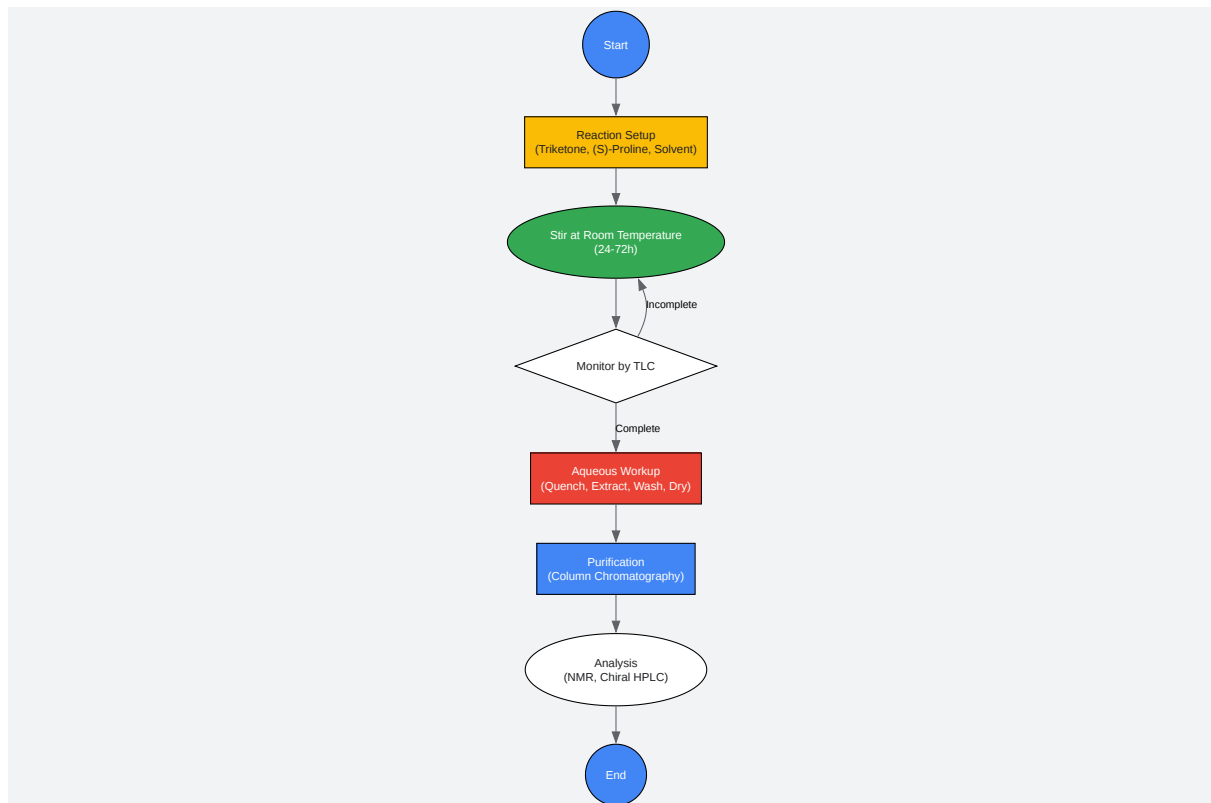 Start
Reaction Setup
(Triketone, (S)-Proline, Solvent)
Stir at Room Temperature
(24-72h)
Incomplete
Monitor by TLC
Complete
Aqueous Workup
(Quench, Extract, Wash, Dry)
Purification
(Column Chromatography)
Analysis
(NMR, Chiral HPLC)
End